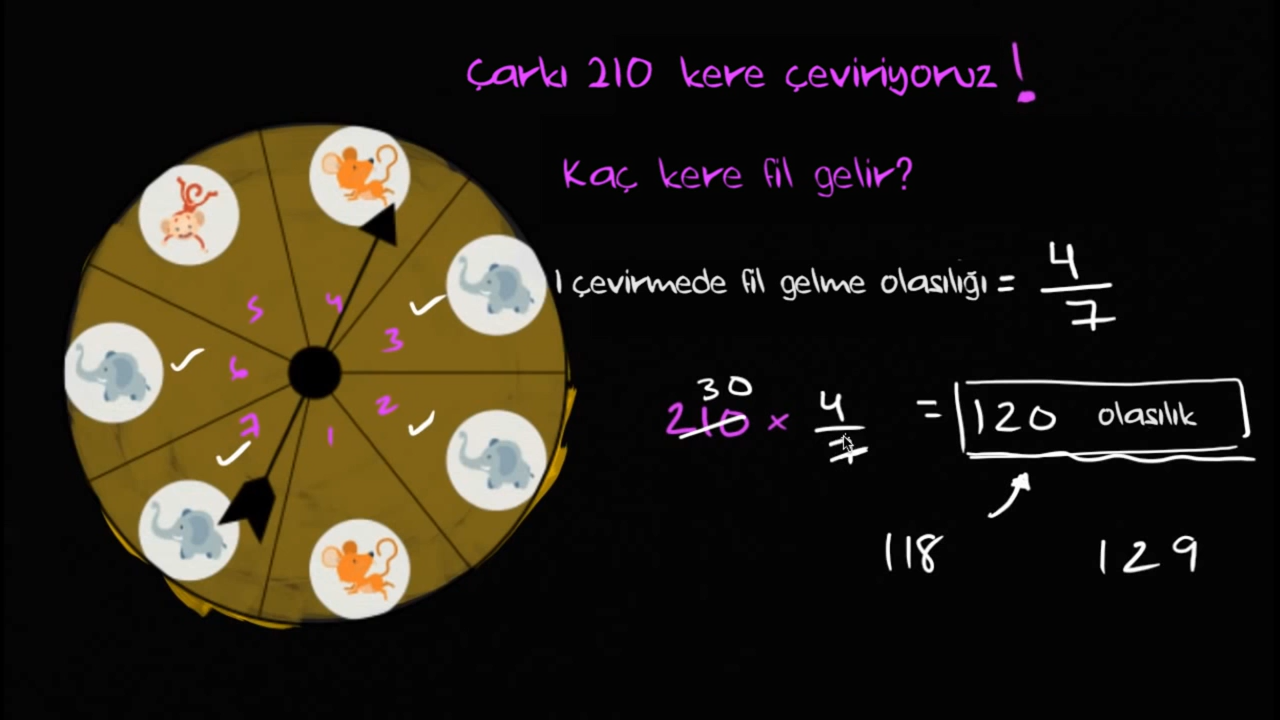 Çarkı 210 kere çeviriyoruz!
Kaç kere fil gelir?
1 çevirmede fil gelme olasılığı = 4/7
30
210 × 4/7 = 120 olasılık
118 129
5 4
3
6
7 1 2